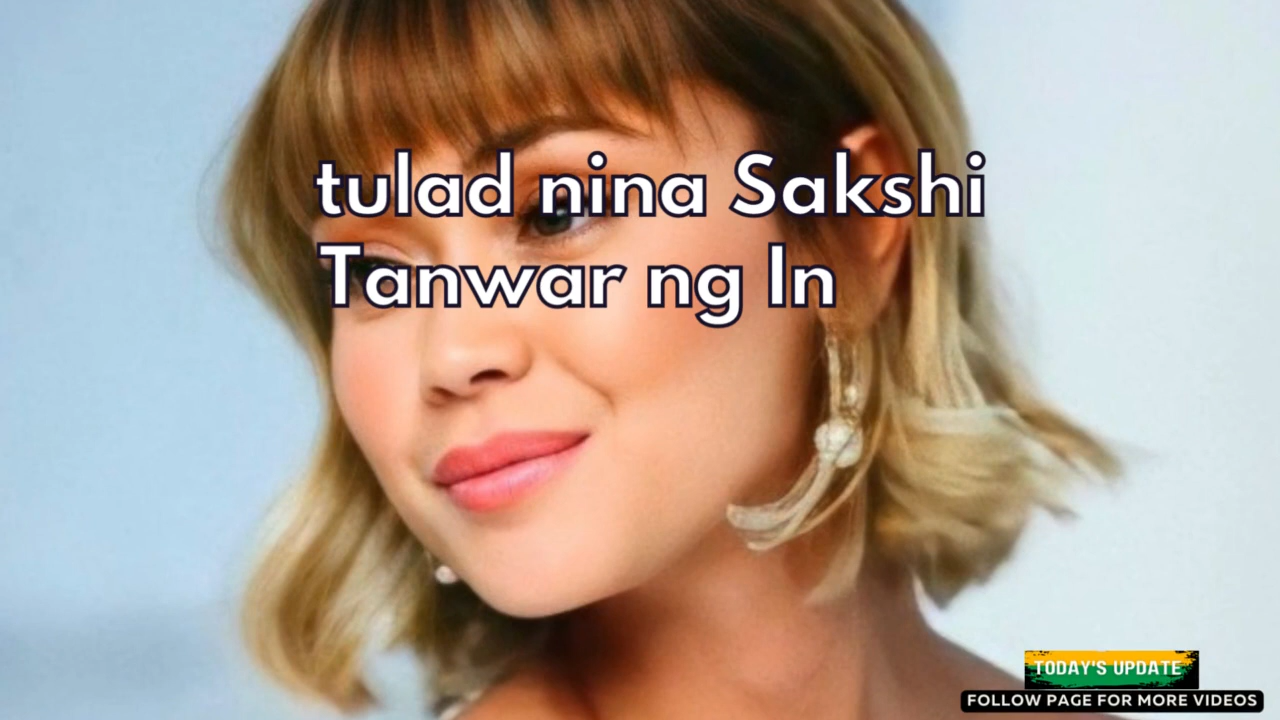 tulad nina Sakshi
Tanwar ng In
TODAY'S UPDATE
FOLLOW PAGE FOR MORE VIDEOS